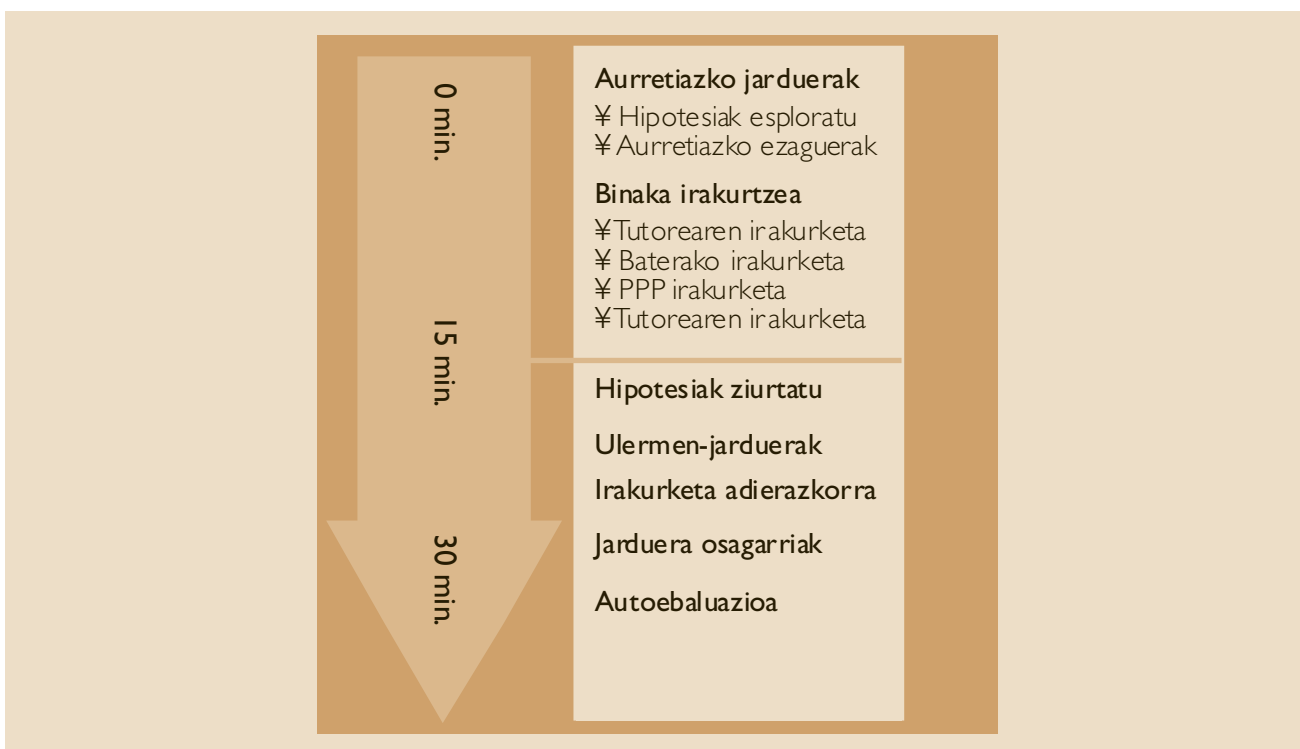 0 min.
15 min.
30 min.
Aurretiazko jarduerak
¥ Hipotesiak esploratu
¥ Aurretiazko ezaguerak
Binaka irakurtzea
¥ Tutorearen irakurketa
¥ Baterako irakurketa
¥ PPP irakurketa
¥ Tutorearen irakurketa
Hipotesiak ziurtatu
Ulermen-jarduerak
Irakurketa adierazkorra
Jarduera osagarriak
Autoebaluazioa